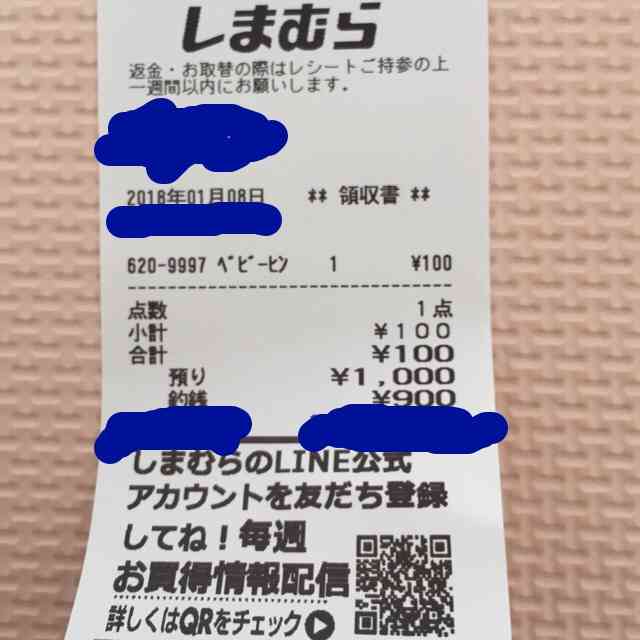 しまむら
返金・お取替の際はレシートご持参の上
一週間以内にお願いします。
2018年01月08日 ** 領収書 **
620-9997 ベビーヒン 1 ¥100
点数 1点
小計 ¥100
合計 ¥100
預り ¥1,000
釣銭 ¥900
しまむらのLINE公式
アカウントを友だち登録
してね!毎週
お買得情報配信
詳しくはQRをチェック